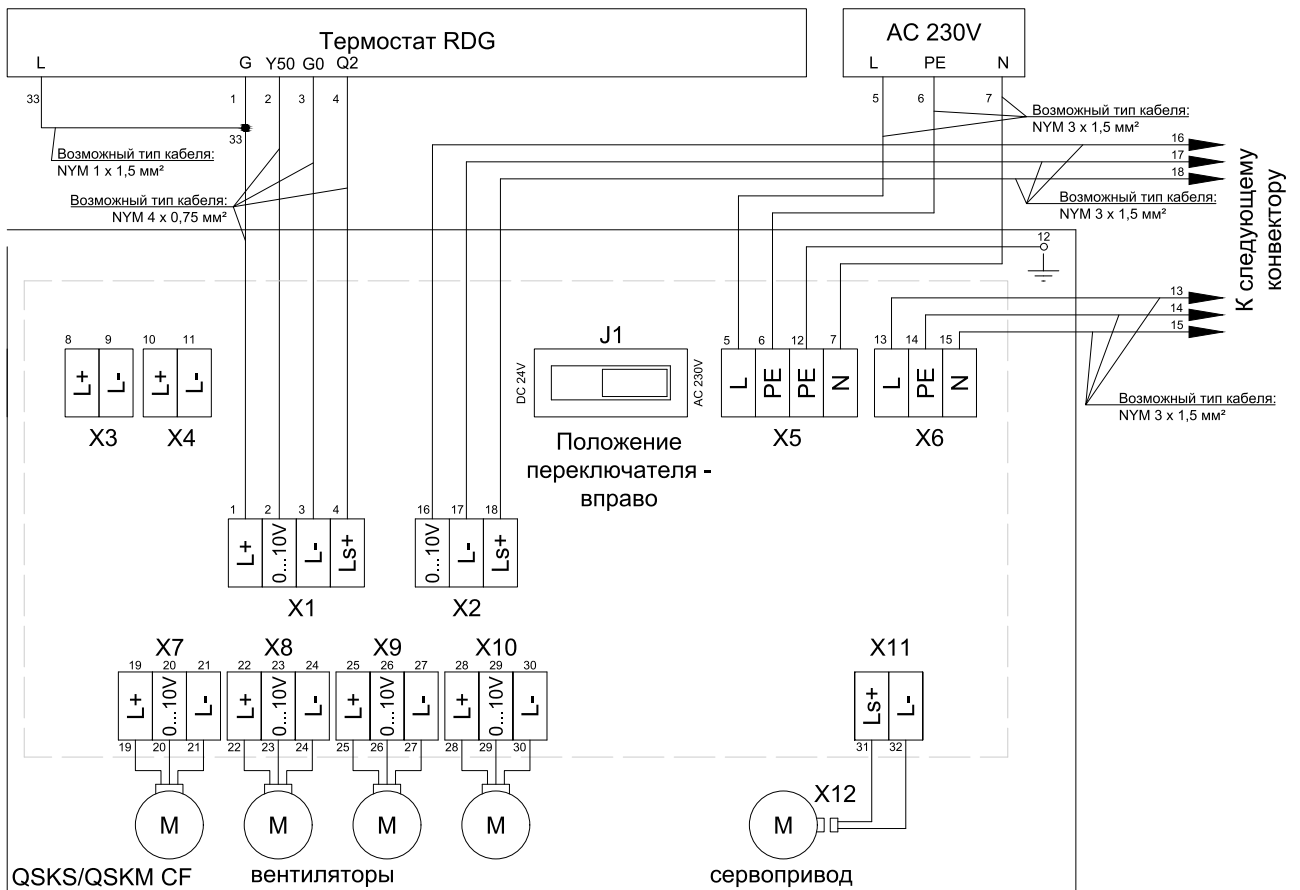 Термостат RDG
L G Y50 G0 Q2
AC 230V
L PE N
33 1 2 3 4
5 6 7
33
Возможный тип кабеля:
NYM 1 x 1,5 мм²
Возможный тип кабеля:
NYM 4 x 0,75 мм²
Возможный тип кабеля:
NYM 3 x 1,5 мм²
16
17
18
Возможный тип кабеля:
NYM 3 x 1,5 мм²
К следующему
конвектору
12
13
14
15
Возможный тип кабеля:
NYM 3 x 1,5 мм²
8 9 10 11
L+ L- L+ L-
X3 X4
J1
DC 24V
AC 230V
Положение
переключателя -
вправо
5 6 12 7
L PE PE N
X5
13 14 15
L PE N
X6
1 2 3 4
L+ 0...10V L- Ls+
X1
16 17 18
0...10V L- Ls+
X2
X7 X8 X9 X10 X11
19 20 21 22 23 24 25 26 27 28 29 30
L+ 0...10V L- L+ 0...10V L- L+ 0...10V L- L+ 0...10V L- Ls+ L-
19 20 21 22 23 24 25 26 27 28 29 30 31 32
X12
M M M M M
QSKS/QSKM CF вентиляторы сервопривод